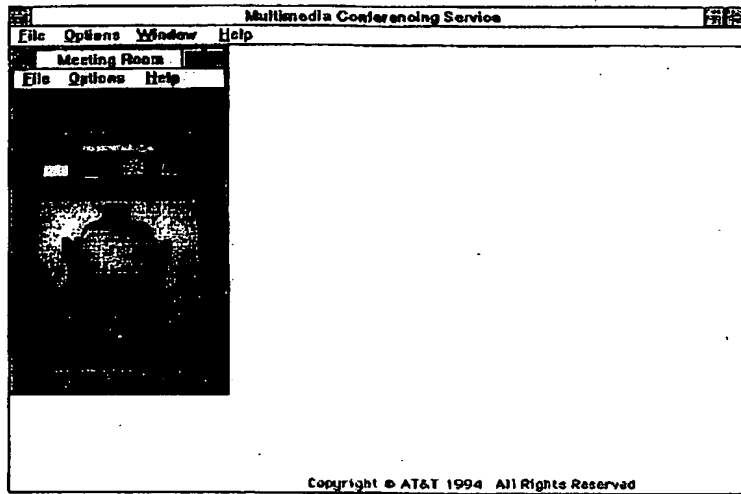 Multimedia Conferencing Service
File Options Window Help
Meeting Room
File Options Help
Copyright © AT&T 1994 All Rights Reserved